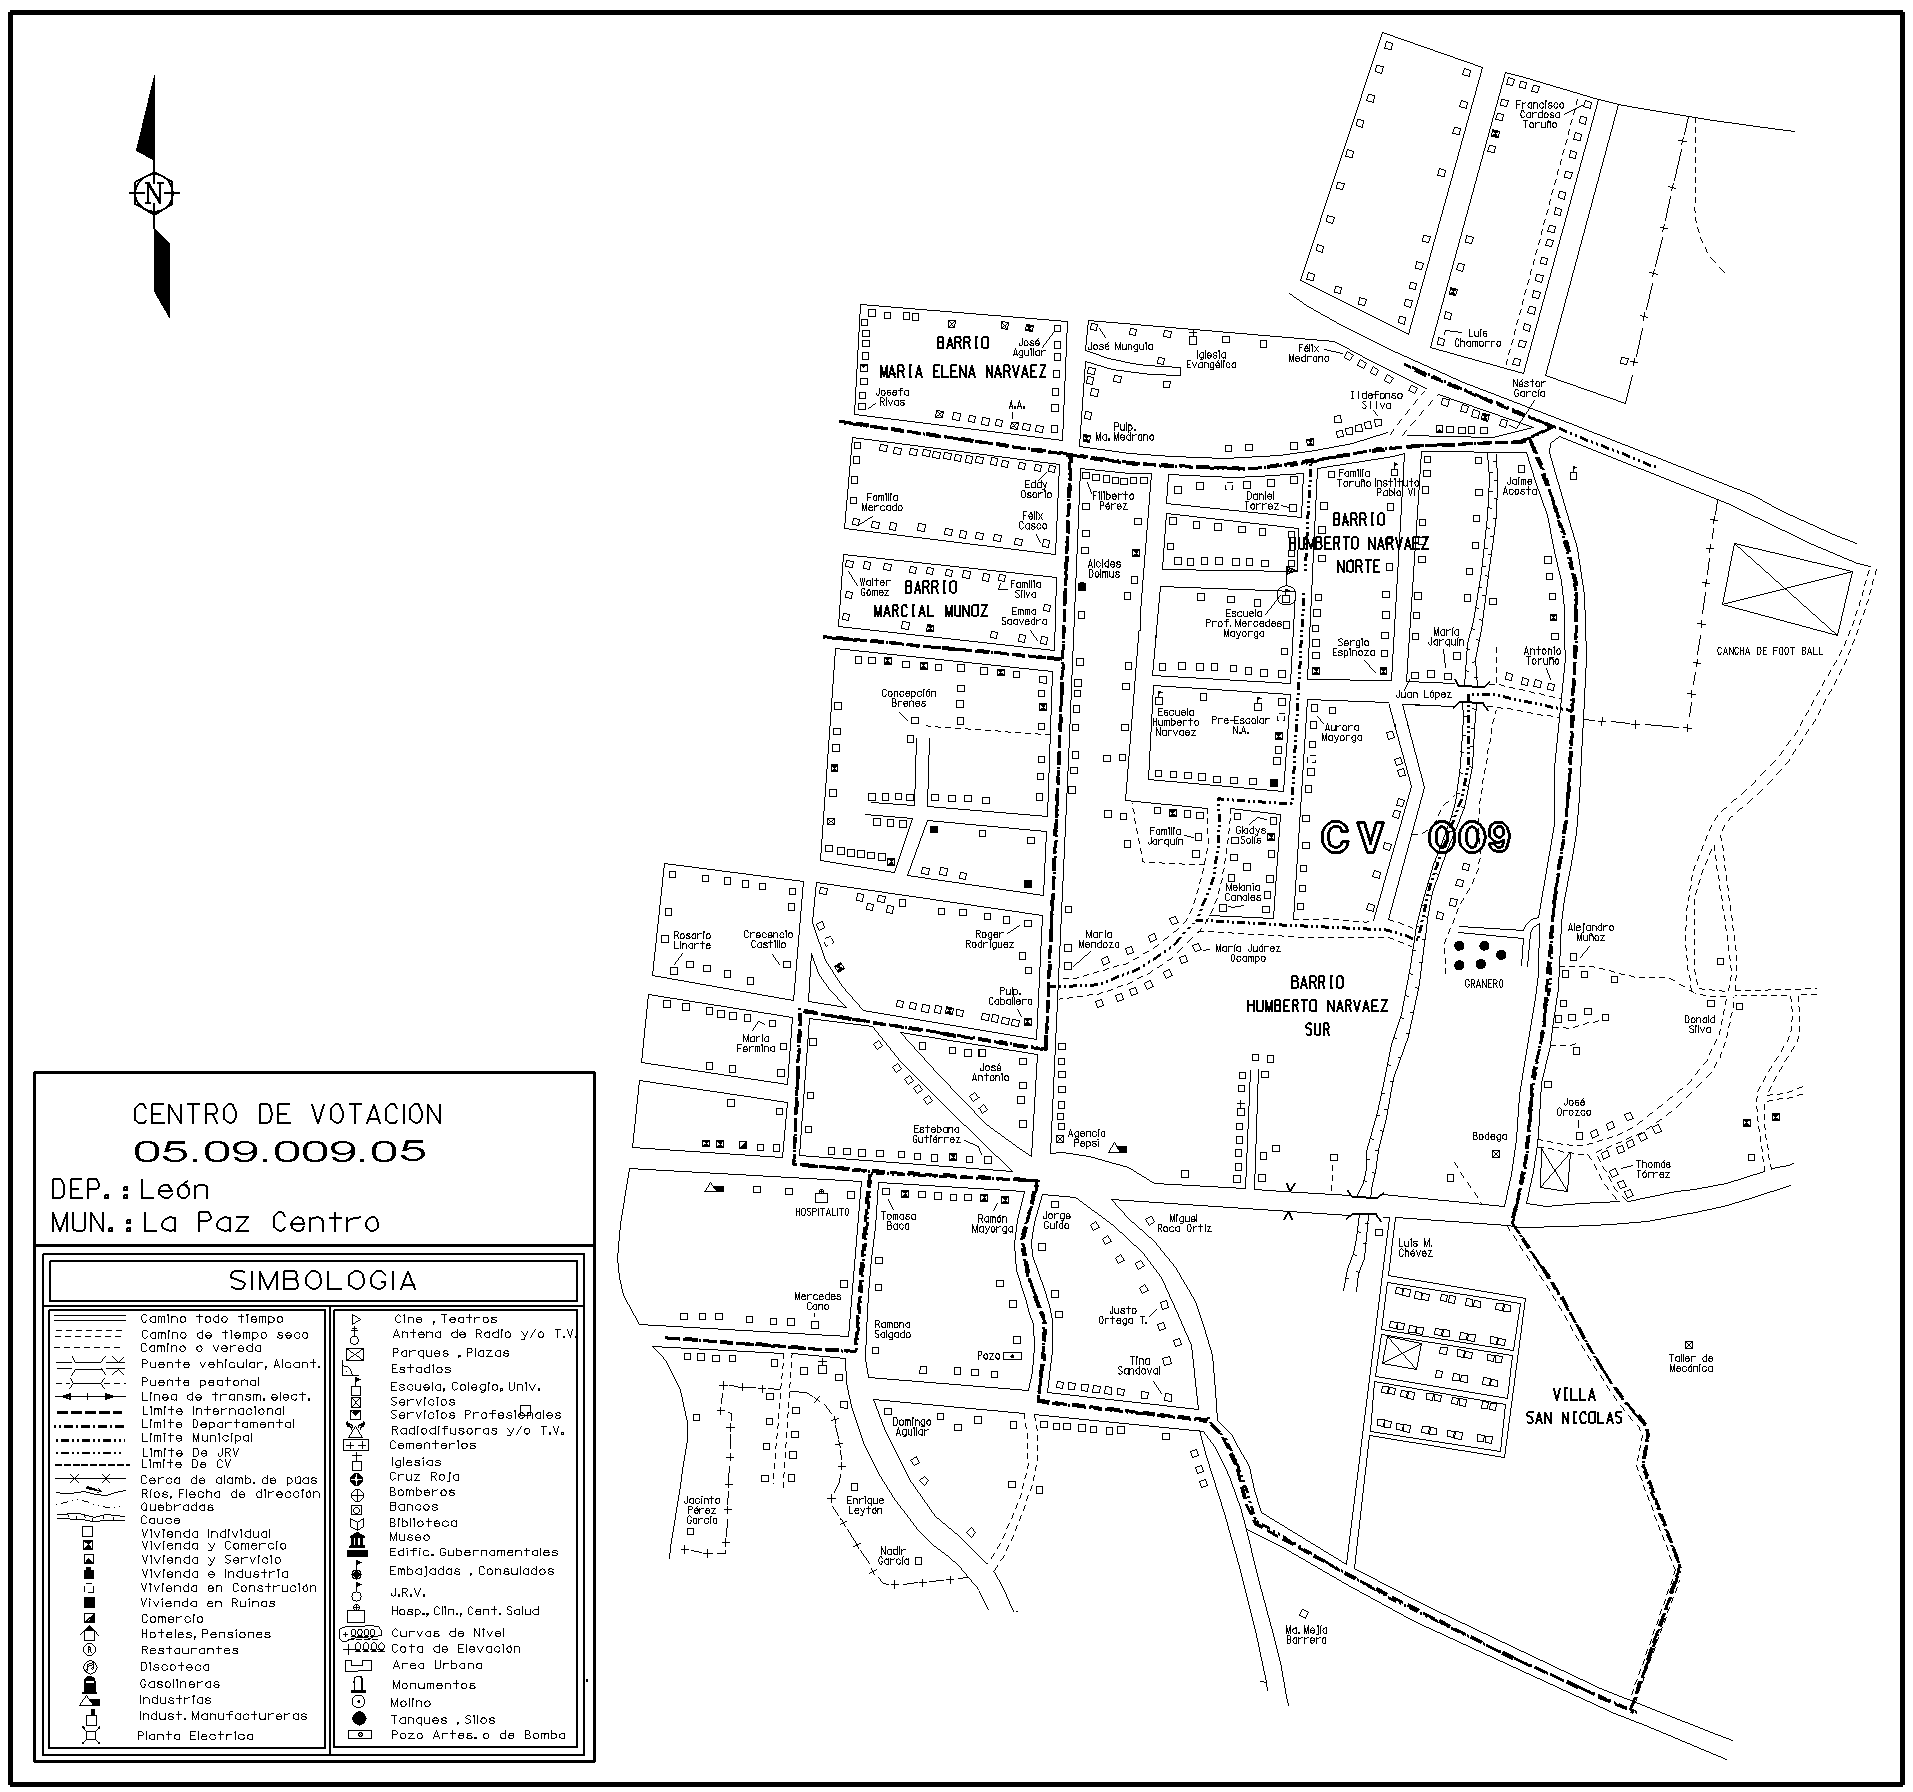 Francisco
Cardosa
Toruño
Luis
Chamorro
N
BARRIO
MARIA ELENA NARVAEZ
José
Aguilar
Josefa
Rivas
A.A.
José Munguia
Iglesia
Evangélica
Félix
Medrano
Ildefonso
Silva
Néstor
García
Pulp.
Ma. Medrano
Eddy
Osorio
Familia
Mercado
Félix
Casco
Filiberto
Pérez
Daniel
Torrez
Familia
Toruño
Instituto
Pablo VI
Jaime
Acosta
BARRIO
HUMBERTO NARVAEZ
NORTE
Walter
Gómez
BARRIO
MARCIAL MUÑOZ
Familia
Silva
Emma
Saavedra
Alcides
Dolmus
Escuela
Prof. Mercedes
Mayorga
Sergio
Espinoza
María
Jarquín
Antonio
Toruño
CANCHA DE FOOT BALL
Juan López
Concepción
Brenes
Escuela
Humberto
Narvaez
Pre-Escolar
N.A.
Aurora
Mayorga
Familia
Jarquín
Gladys
Solís
CV 009
Melania
Canales
Rosario
Linarte
Crecencio
Castillo
Roger
Rodríguez
Maria
Mendoza
María Juárez
Ocampo
Alejandro
Muñoz
GRANERO
BARRIO
HUMBERTO NARVAEZ
SUR
Pulp.
Caballero
Donald
Silva
Maria
Fermina
José
Antonio
José
Orozco
Estebana
Gutiérrez
Agencia
Pepsi
Bodega
Thomás
Tórrez
HOSPITALITO
Tomasa
Baca
Ramón
Mayorga
Jorge
Guido
Miguel
Roca Ortiz
Luis M.
Chévez
Mercedes
Cano
Ramona
Salgado
Pozo
Justo
Ortega T.
Tina
Sandoval
Taller de
Mecánica
VILLA
SAN NICOLAS
Domingo
Aguilar
Jacinto
Pérez
García
Enrique
Leytón
Nadir
García
Ma. Mejía
Barrera
CENTRO DE VOTACION
05.09.009.05
DEP.:León
MUN.:La Paz Centro
SIMBOLOGIA
Camino todo tiempo
Camino de tiempo seco
Camino o vereda
Puente vehicular, Alcant.
Puente peatonal
Línea de transm. elect.
Límite Internacional
Límite Departamental
Límite Municipal
Límite De JRV
Límite De CV
Cerca de alamb. de púas
Ríos, Flecha de dirección
Quebradas
Cauce
Vivienda Individual
Vivienda y Comercio
Vivienda y Servicio
Vivienda e Industria
Vivienda en Construción
Vivienda en Ruinas
Comercio
Hoteles, Pensiones
Restaurantes
Discoteca
Gasolineras
Industrias
Indust. Manufactureras
Planta Electrica
Cine , Teatros
Antena de Radio y/o T.V.
Parques , Plazas
Estadios
Escuela, Colegio, Univ.
Servicios
Servicios Profesionales
Radiodifusoras y/o T.V.
Cementerios
Iglesias
Cruz Roja
Bomberos
Bancos
Biblioteca
Museo
Edific. Gubernamentales
Embajadas , Consulados
J.R.V.
Hosp., Clin., Cent. Salud
Curvas de Nivel
Cota de Elevación
Area Urbana
Monumentos
Molino
Tanques , Silos
Pozo Artes. o de Bomba